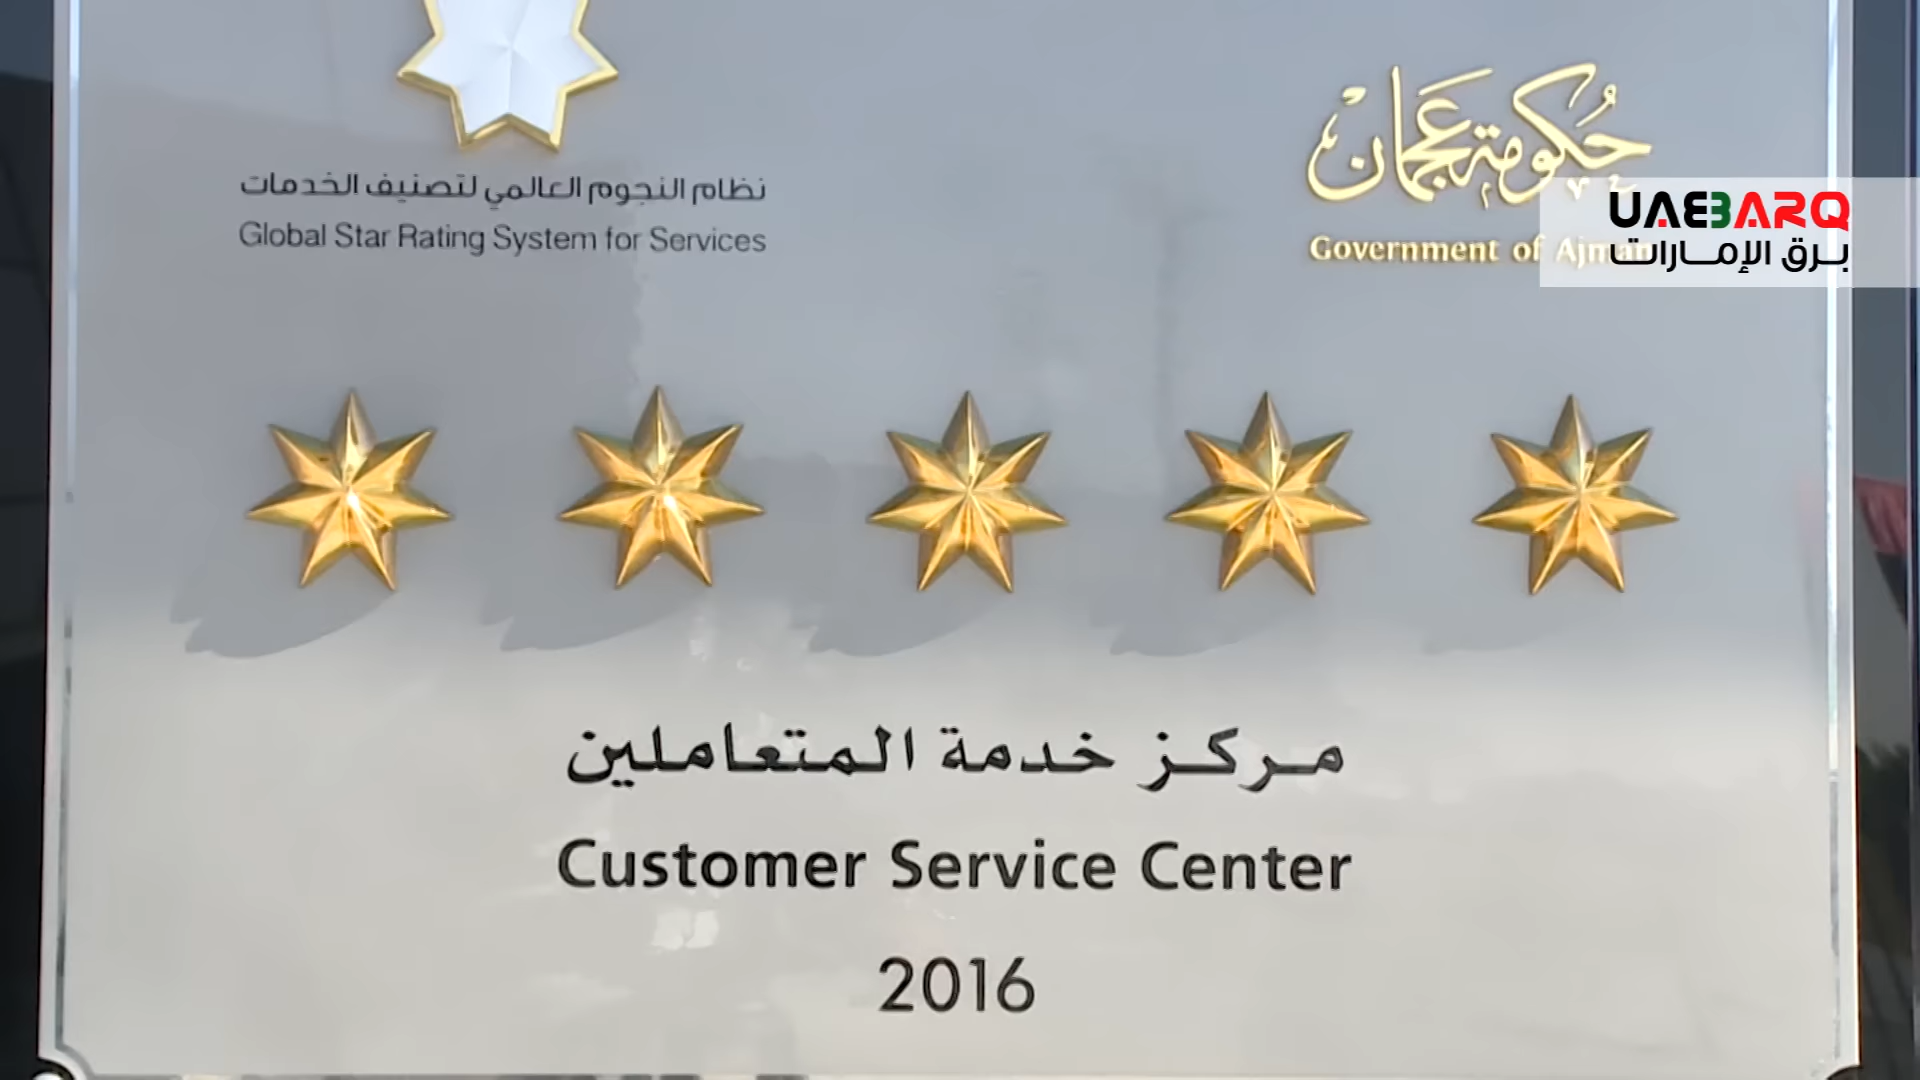 نظام النجوم العالمي لتصنيف الخدمات
Global Star Rating System for Services
حكومة عجمان
Government of Ajman
UAEBARQ
برق الإمارات
مركز خدمة المتعاملين
Customer Service Center
2016